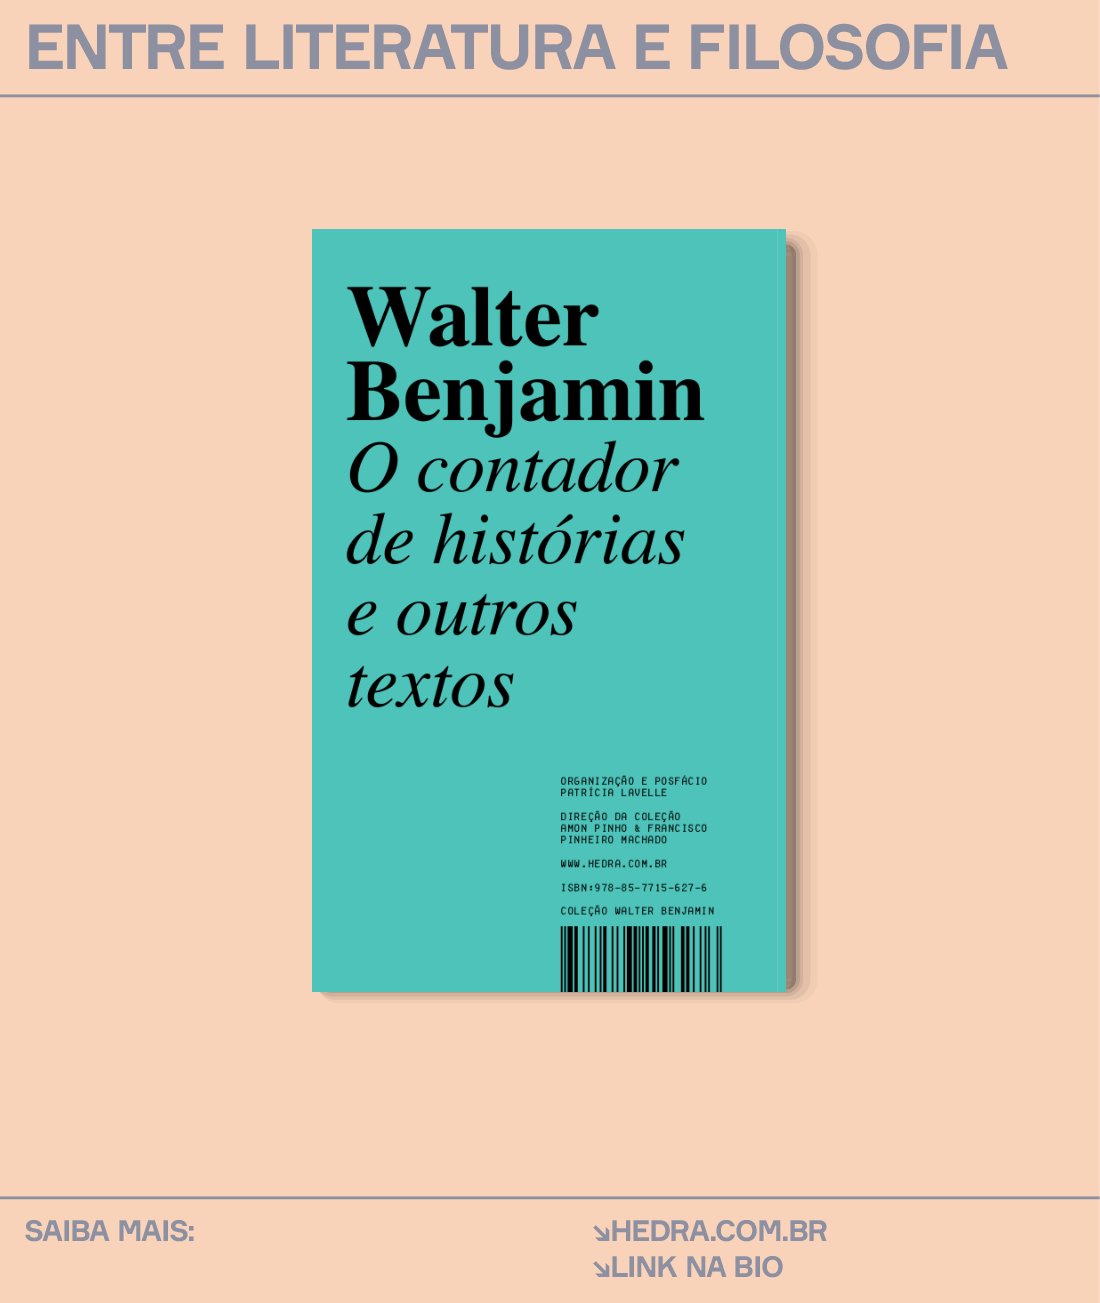 ENTRE LITERATURA E FILOSOFIA
Walter
Benjamin
O contador
de histórias
e outros
textos
ORGANIZAÇÃO E POSFÁCIO
PATRÍCIA LAVELLE
DIREÇÃO DA COLEÇÃO
AMON PINHO & FRANCISCO
PINHEIRO MACHADO
WWW.HEDRA.COM.BR
ISBN:978-85-7715-627-6
COLEÇÃO WALTER BENJAMIN
SAIBA MAIS:
↘HEDRA.COM.BR
↘LINK NA BIO